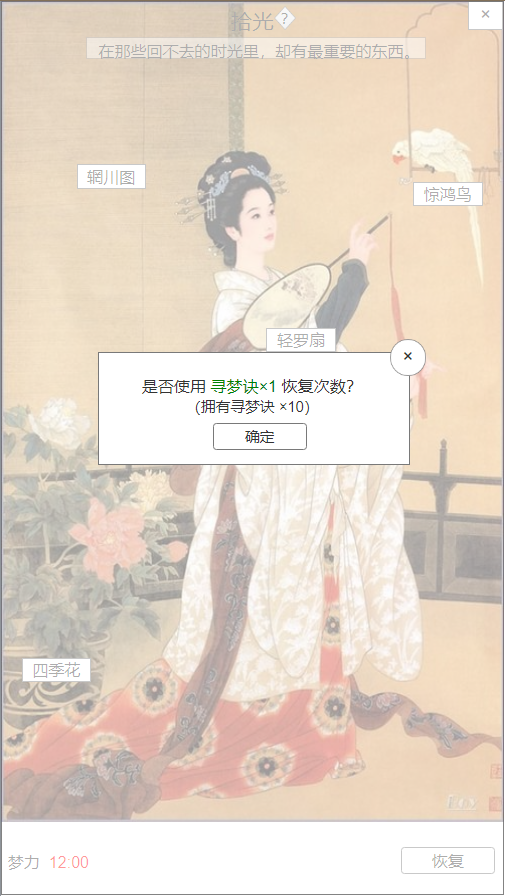 拾光?
×
在那些回不去的时光里，却有最重要的东西。
辋川图
惊鸿鸟
轻罗扇
×
是否使用 寻梦诀×1 恢复次数？
(拥有寻梦诀 ×10)
确定
四季花
梦力 12:00
恢复